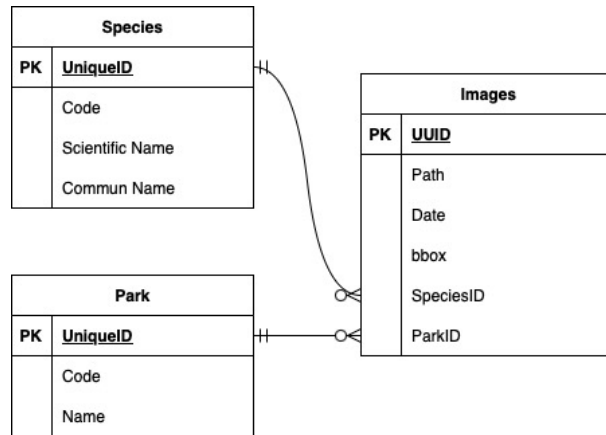 Species
PK UniqueID
Code
Scientific Name
Commun Name
Images
PK UUID
Path
Date
bbox
SpeciesID
ParkID
Park
PK UniqueID
Code
Name